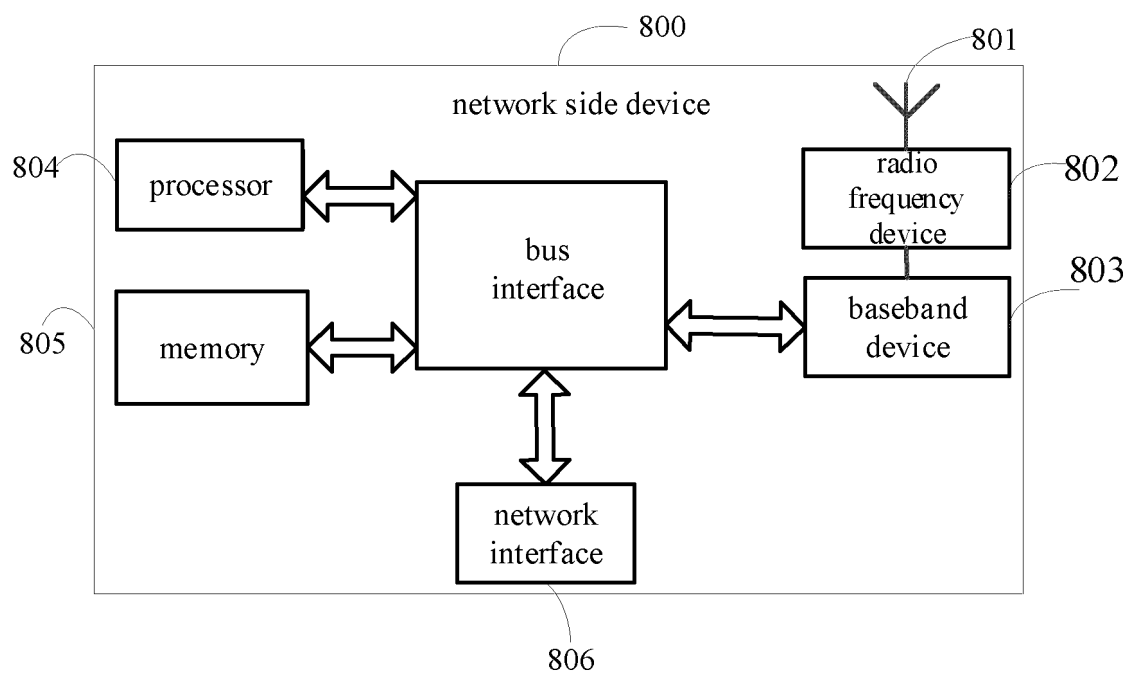 800
801
network side device
804
processor
radio
frequency
device
802
bus
interface
803
baseband
device
805
memory
network
interface
806